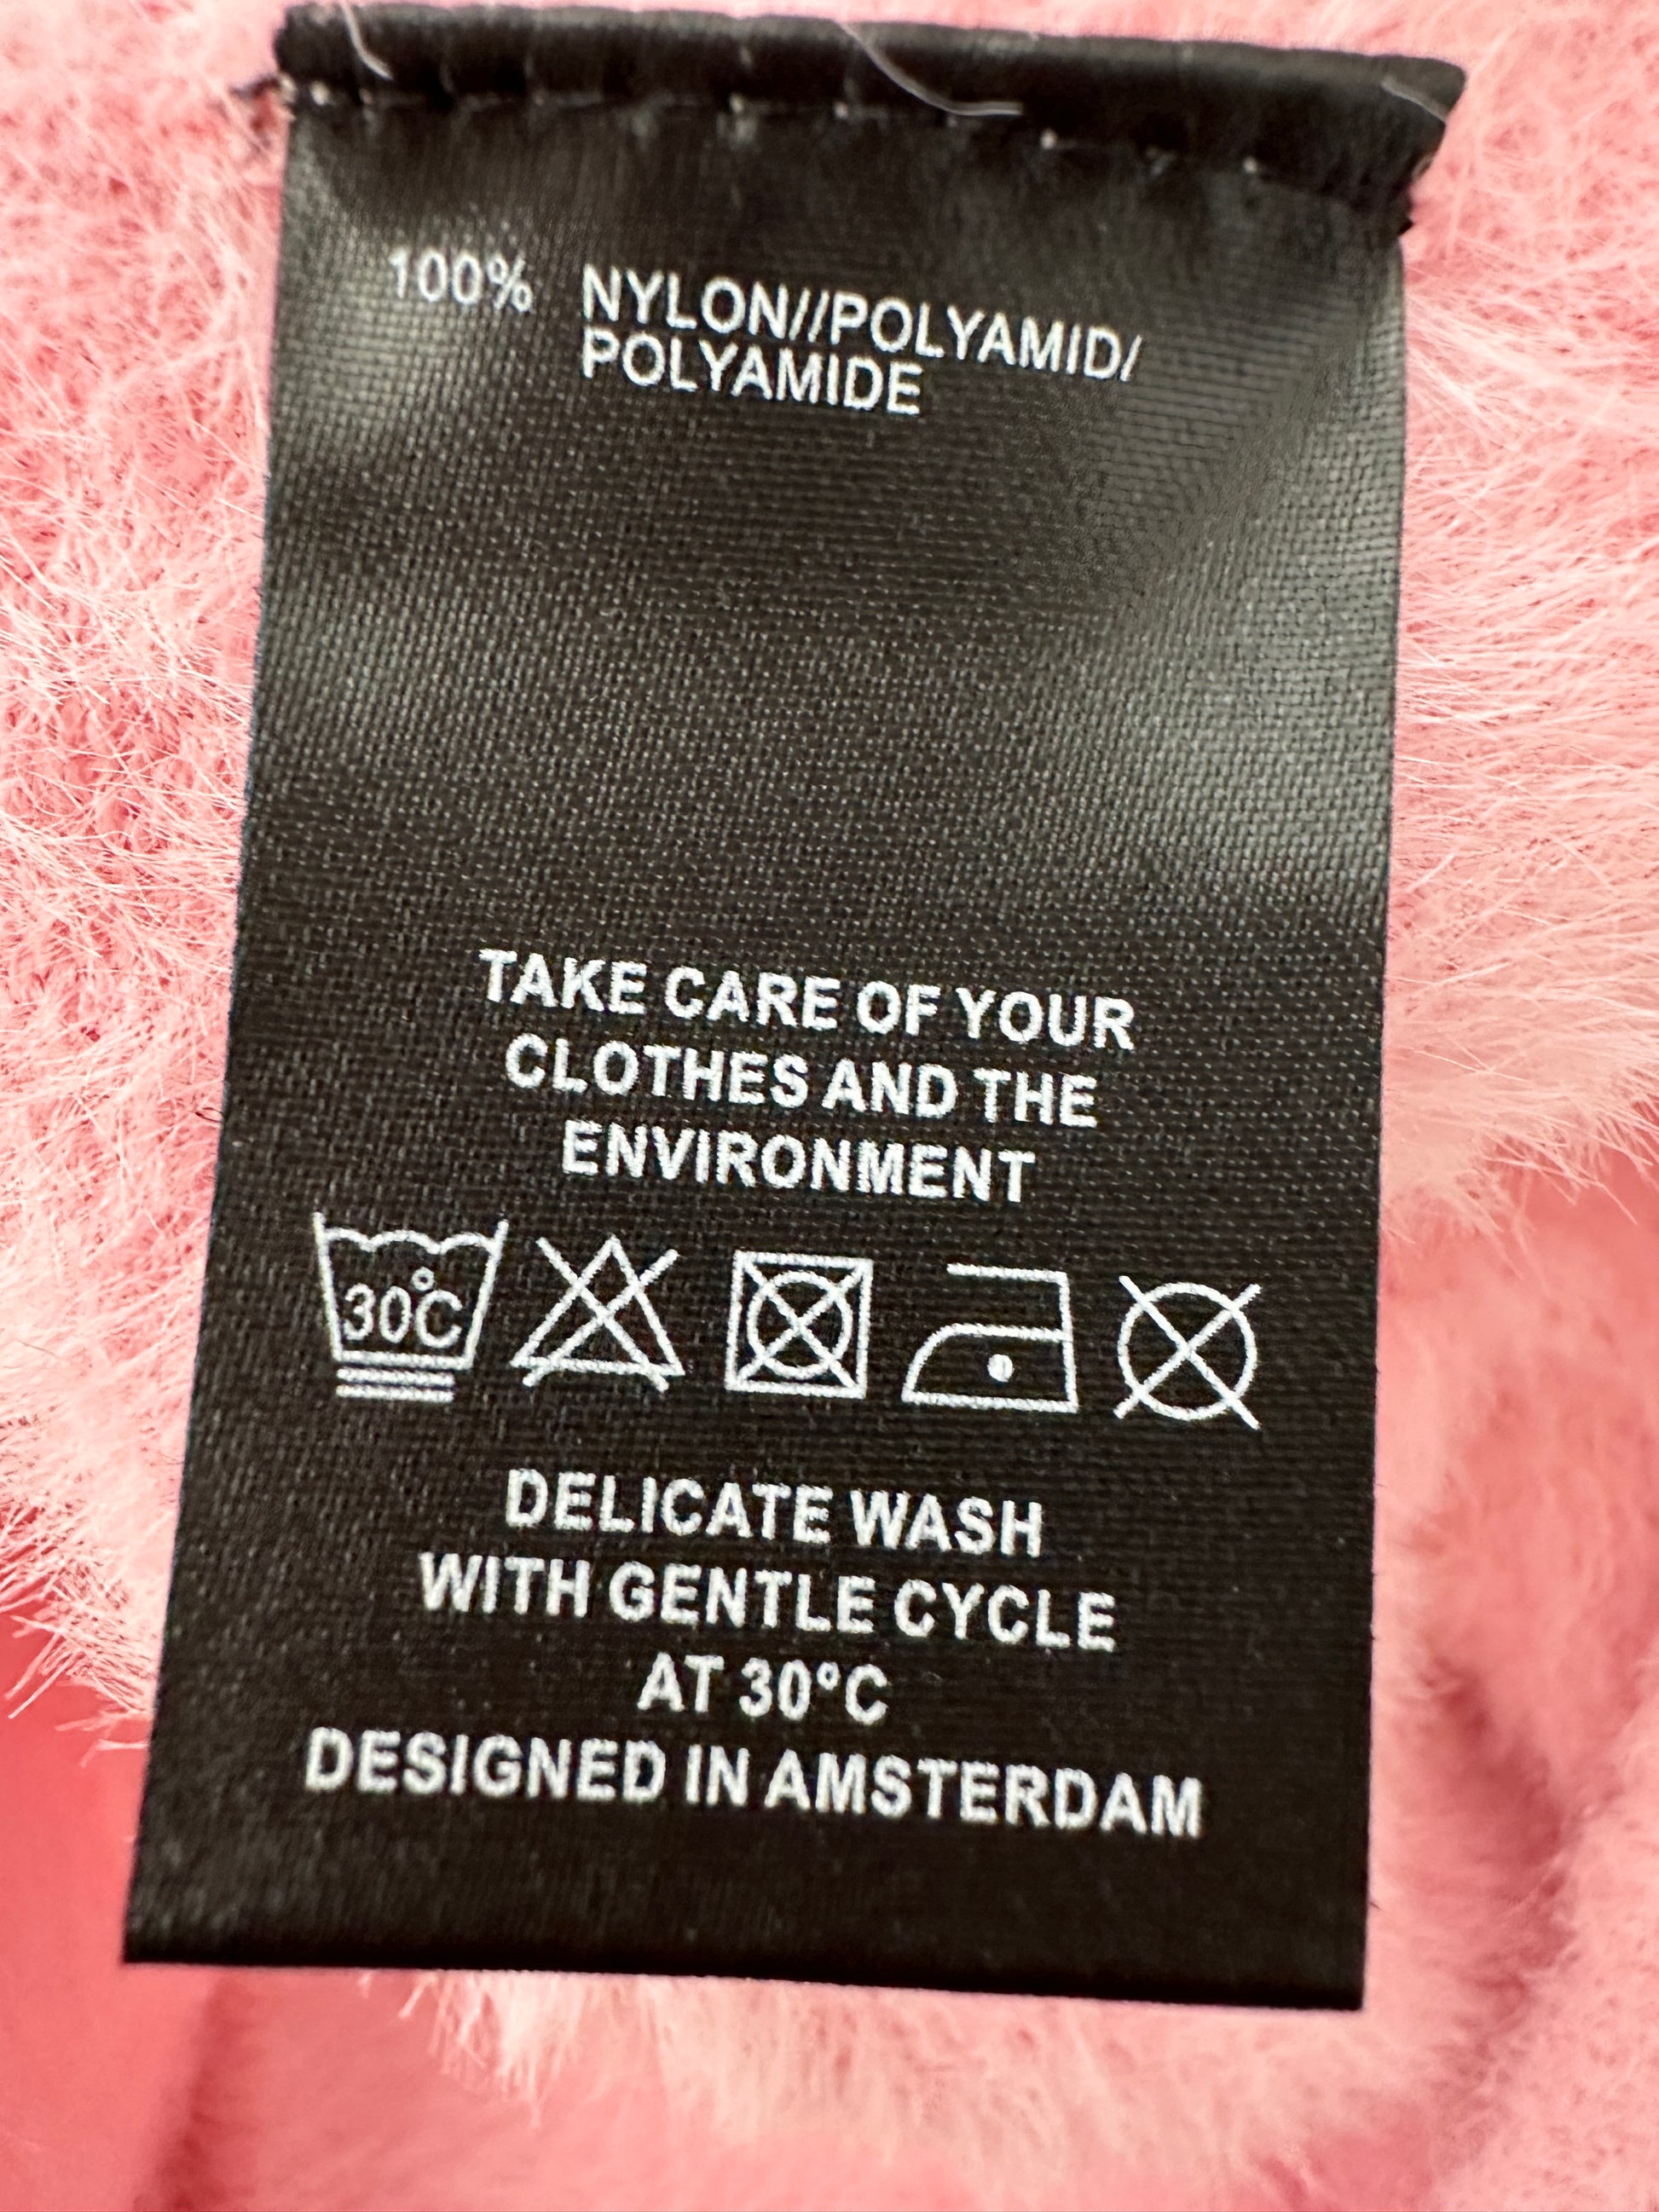 100% NYLON//POLYAMID/
POLYAMIDE
TAKE CARE OF YOUR
CLOTHES AND THE
ENVIRONMENT
30°C
DELICATE WASH
WITH GENTLE CYCLE
AT 30°C
DESIGNED IN AMSTERDAM